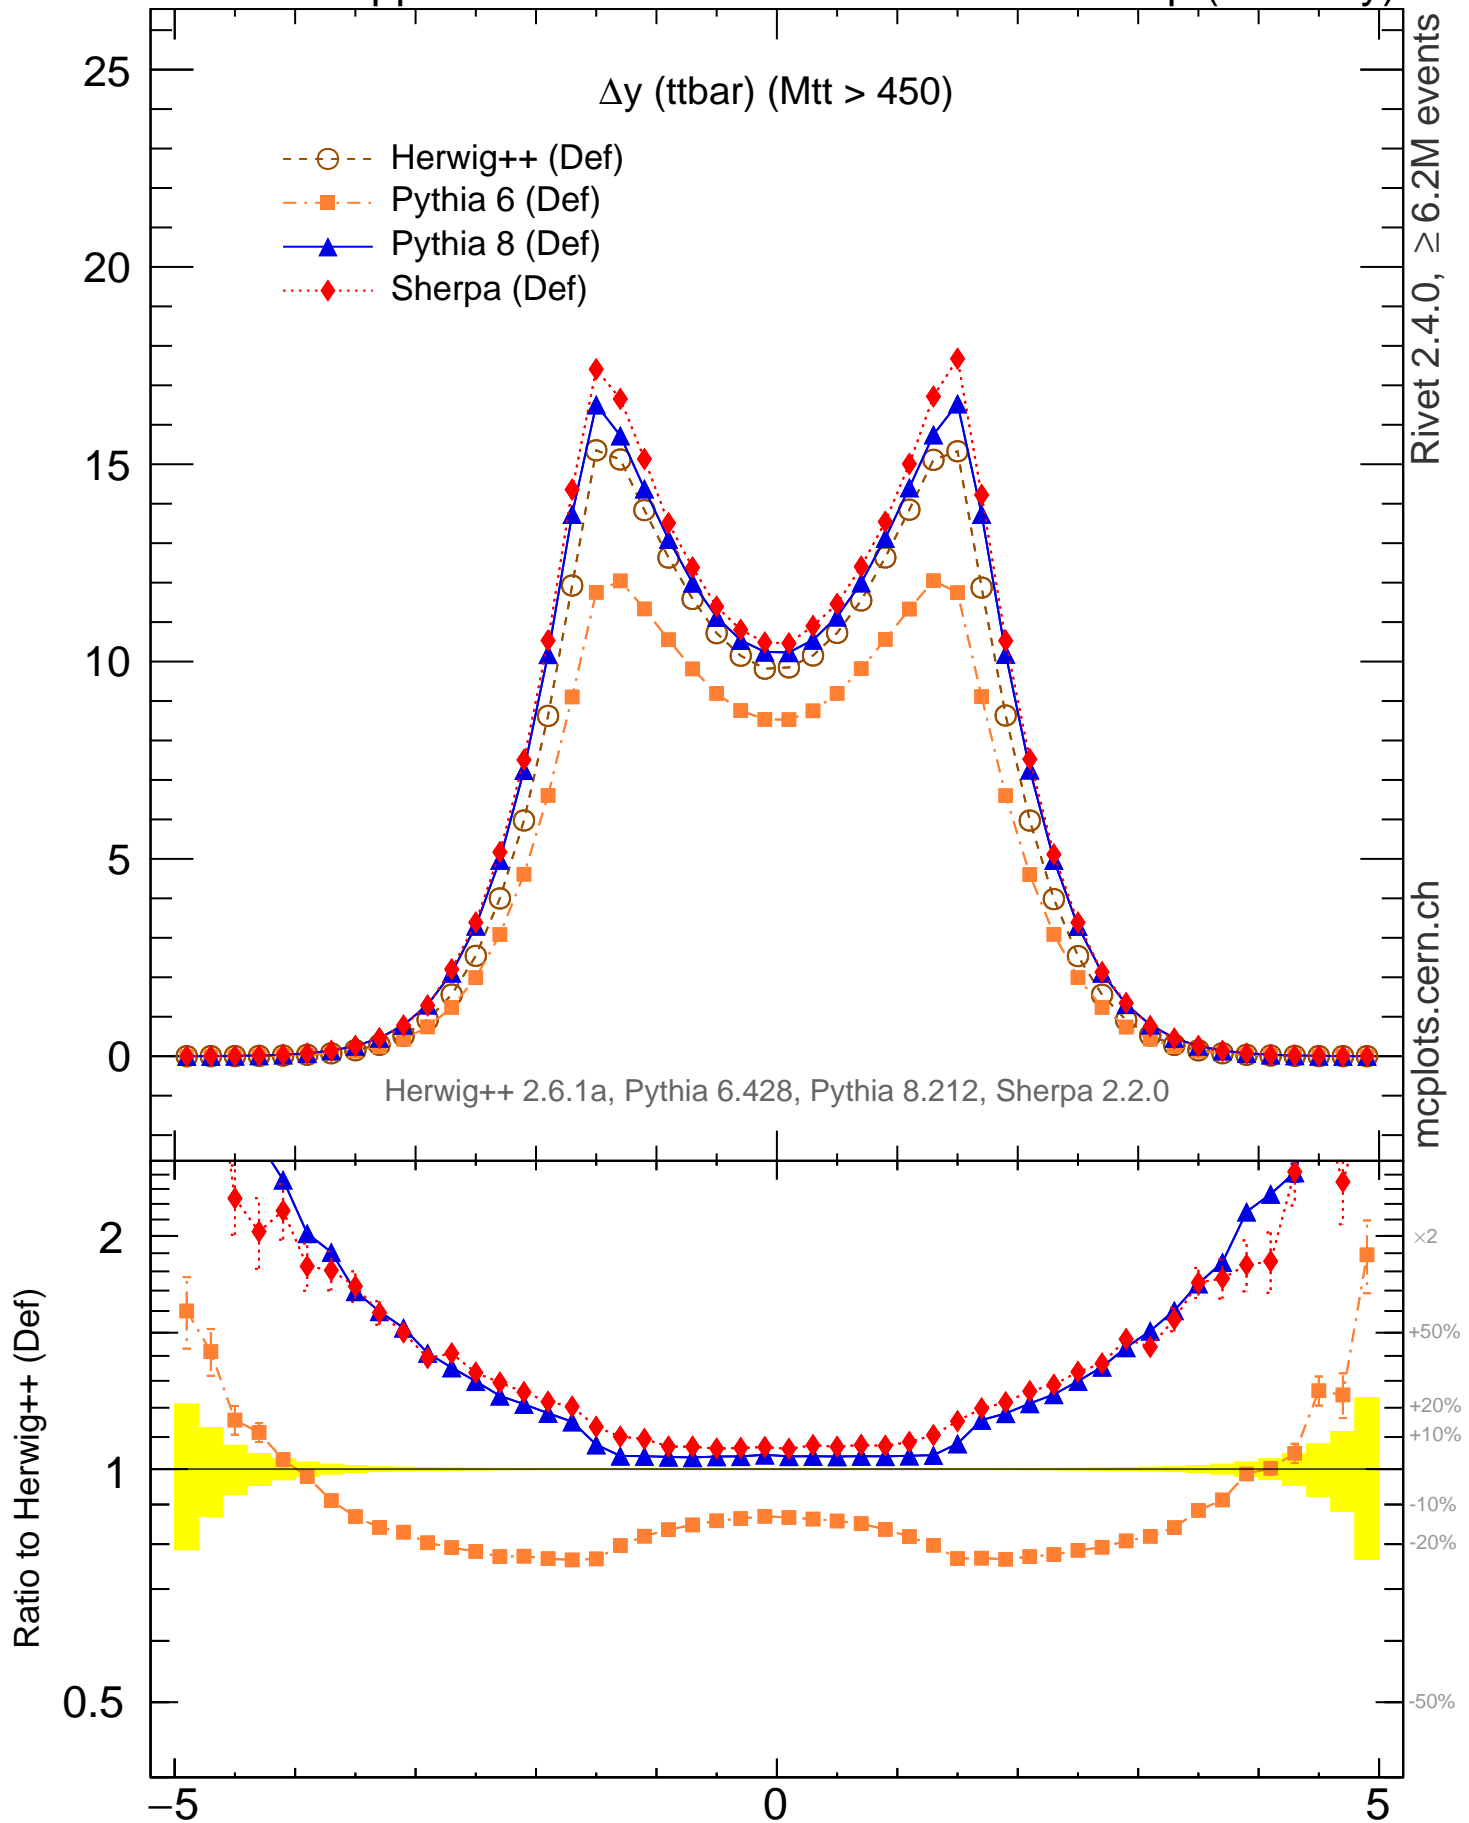 Δy (ttbar) (Mtt > 450)
Herwig++ (Def)
Pythia 6 (Def)
Pythia 8 (Def)
Sherpa (Def)
25
20
15
10
5
0
Herwig++ 2.6.1a, Pythia 6.428, Pythia 8.212, Sherpa 2.2.0
Rivet 2.4.0, ≥ 6.2M events
mcplots.cern.ch
Ratio to Herwig++ (Def)
2
1
0.5
×2
+50%
+20%
+10%
-10%
-20%
-50%
−5
0
5